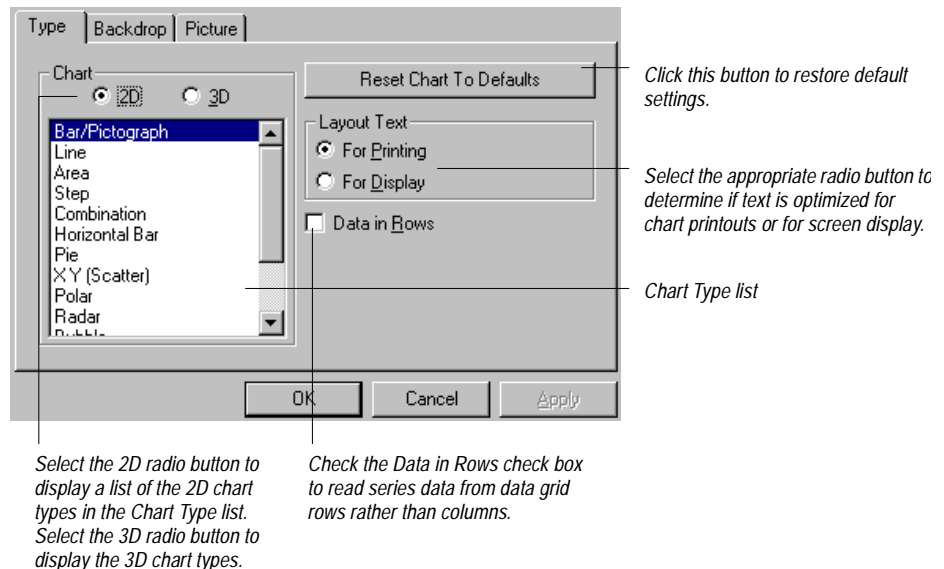 Type
Backdrop
Picture
Chart
2D
3D
Bar/Pictograph
Line
Area
Step
Combination
Horizontal Bar
Pie
XY (Scatter)
Polar
Radar
Reset Chart To Defaults
Layout Text
For Printing
For Display
Data in Rows
OK
Cancel
Apply
Click this button to restore default
settings.
Select the appropriate radio button to
determine if text is optimized for
chart printouts or for screen display.
Chart Type list
Select the 2D radio button to
display a list of the 2D chart
types in the Chart Type list.
Select the 3D radio button to
display the 3D chart types.
Check the Data in Rows check box
to read series data from data grid
rows rather than columns.